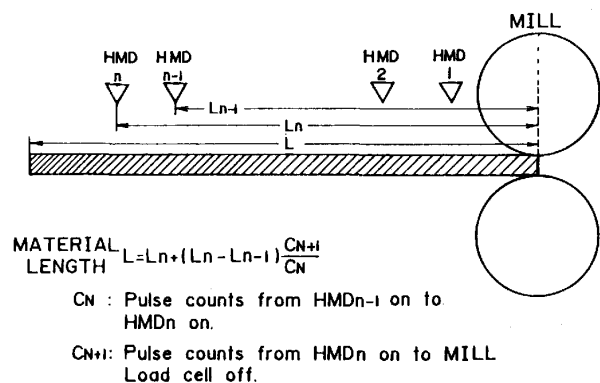 MILL
HMD n
HMD n-1
HMD 2
HMD 1
Ln-1
Ln
L
MATERIAL LENGTH L=Ln+(Ln-Ln-1) CN+1/CN
CN : Pulse counts from HMDn-1 on to
HMDn on.
CN+1: Pulse counts from HMDn on to MILL
Load cell off.